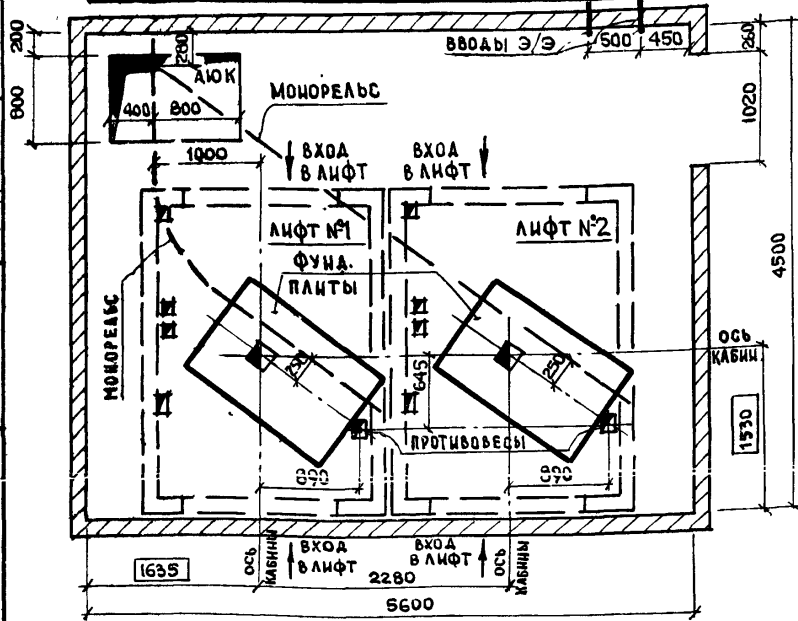 200
280
ВВОДЫ Э/Э
500
450
260
ЛЮК
800
400
800
МОНОРЕЛЬС
1020
1000
ВХОД
В ЛИФТ
ВХОД
В ЛИФТ
ЛИФТ №1
ЛИФТ №2
4500
ФУНД.
ПЛИТЫ
МОНОРЕЛЬС
ОСЬ
КАБИН
250
645
250
1530
ПРОТИВОВЕСЫ
890
890
1635
ОСЬ
КАБИНЫ
ВХОД
В ЛИФТ
2280
ВХОД
В ЛИФТ
ОСЬ
КАБИНЫ
5600